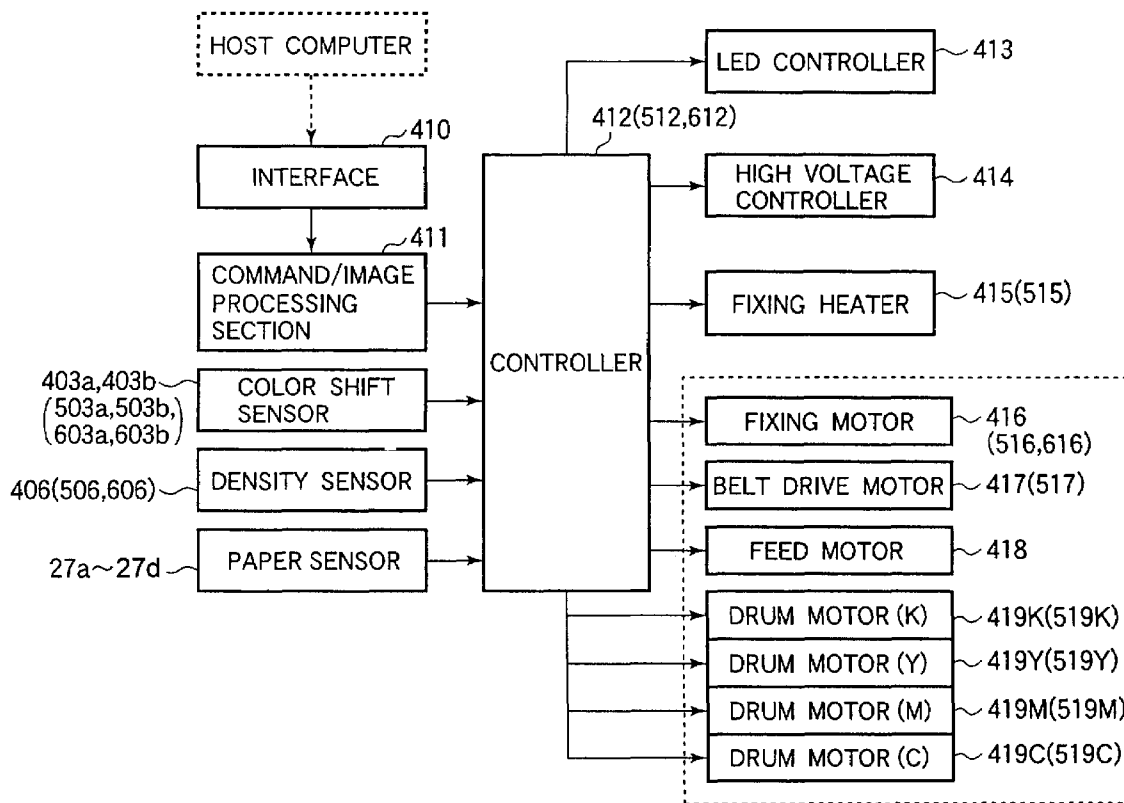 HOST COMPUTER
410
INTERFACE
411
COMMAND/IMAGE
PROCESSING
SECTION
403a,403b
(503a,503b,
603a,603b)
COLOR SHIFT
SENSOR
406(506,606)
DENSITY SENSOR
27a~27d
PAPER SENSOR
412(512,612)
CONTROLLER
LED CONTROLLER
413
HIGH VOLTAGE
CONTROLLER
414
FIXING HEATER
415(515)
FIXING MOTOR
416
(516,616)
BELT DRIVE MOTOR
417(517)
FEED MOTOR
418
DRUM MOTOR(K)
419K(519K)
DRUM MOTOR(Y)
419Y(519Y)
DRUM MOTOR(M)
419M(519M)
DRUM MOTOR(C)
419C(519C)